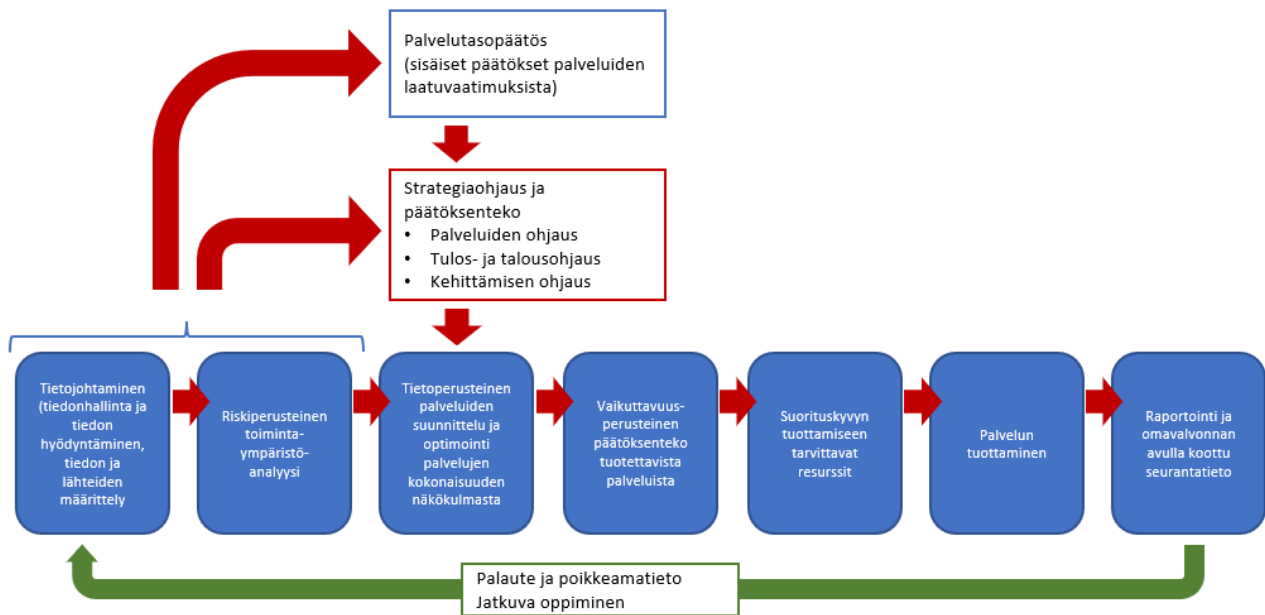 Palvelutasopäätös
(sisäiset päätökset palveluiden
laatuvaatimuksista)
Strategiaohjaus ja
päätöksenteko
• Palveluiden ohjaus
• Tulos- ja talousohjaus
• Kehittämisen ohjaus
Tietojohtaminen
(tiedonhallinta ja
tiedon
hyödyntäminen,
tiedon ja
lähteiden
määrittely
Riskiperusteinen
toiminta-
ympäristö-
analyysi
Tietoperusteinen
palveluiden
suunnittelu ja
optimointi
palvelujen
kokonaisuuden
näkökulmasta
Vaikuttavuus-
perusteinen
päätöksenteko
tuotettavista
palveluista
Suorituskyvyn
tuottamiseen
tarvittavat
resurssit
Palvelun
tuottaminen
Raportointi ja
omavalvonnan
avulla koottu
seurantatieto
Palaute ja poikkeamatieto
Jatkuva oppiminen